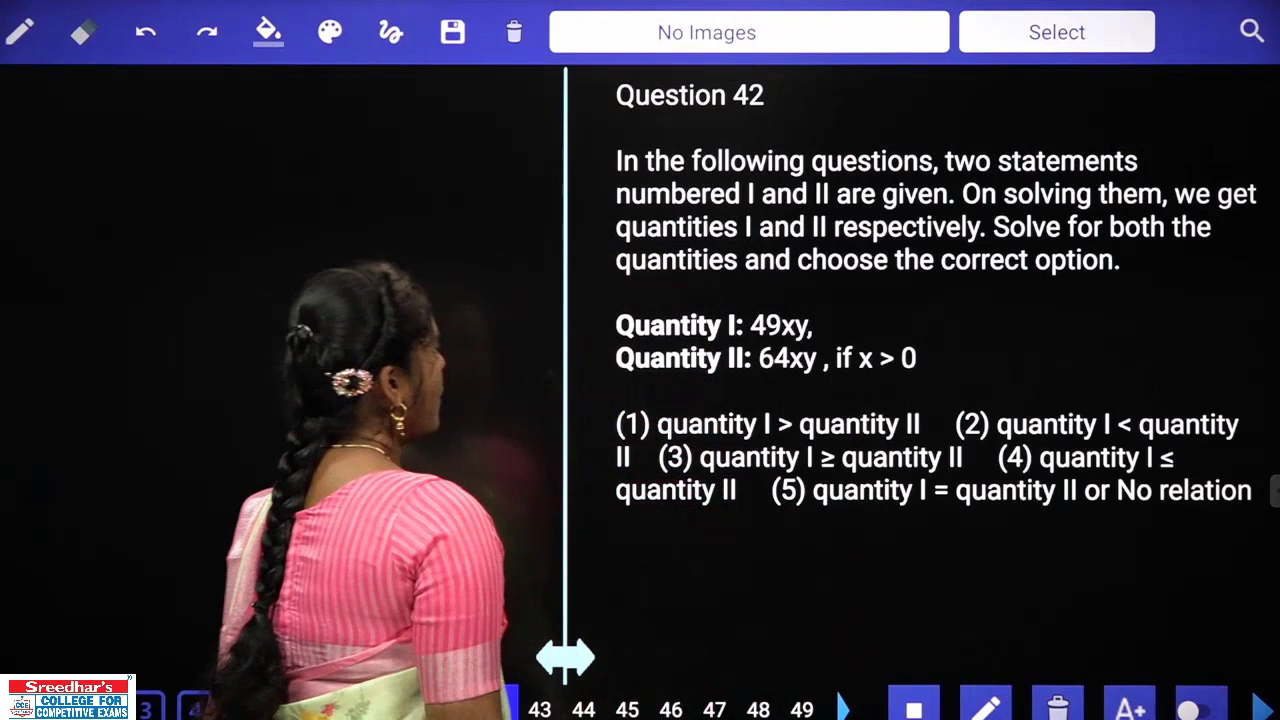 No Images
Select
Question 42
In the following questions, two statements
numbered I and II are given. On solving them, we get
quantities I and II respectively. Solve for both the
quantities and choose the correct option.
Quantity I: 49xy,
Quantity II: 64xy , if x > 0
(1) quantity I > quantity II (2) quantity I < quantity
II (3) quantity I ≥ quantity II (4) quantity I ≤
quantity II (5) quantity I = quantity II or No relation
3 4 43 44 45 46 47 48 49 A+
Sreedhar's
CCE COLLEGE FOR
COMPETITIVE EXAMS